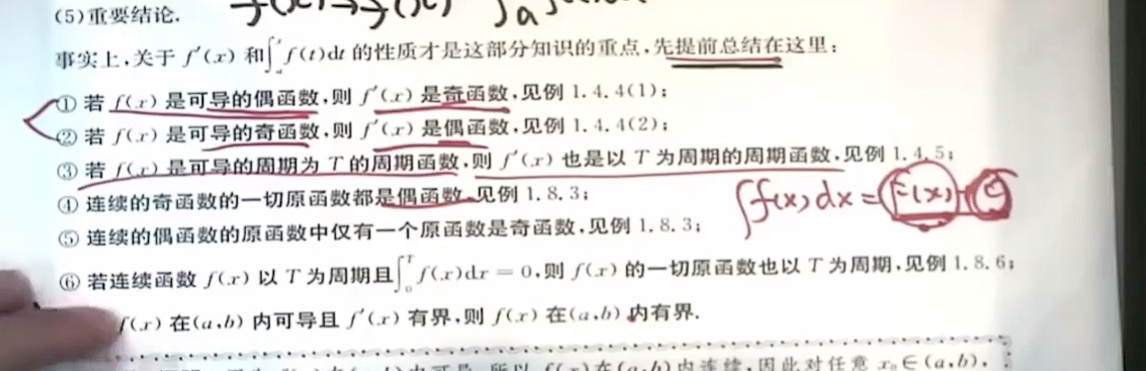 (5)重要结论.
事实上,关于 f′(x) 和∫ₐˣ f(t)dt 的性质才是这部分知识的重点,先提前总结在这里:
① 若 f(x) 是可导的偶函数,则 f′(x) 是奇函数,见例 1.4.4(1);
② 若 f(x) 是可导的奇函数,则 f′(x) 是偶函数,见例 1.4.4(2);
③ 若 f(x) 是可导的周期为 T 的周期函数,则 f′(x) 也是以 T 为周期的周期函数,见例 1.4.5;
④ 连续的奇函数的一切原函数都是偶函数,见例 1.8.3;
∫f(x)dx=F(x)+C
⑤ 连续的偶函数的原函数中仅有一个原函数是奇函数,见例 1.8.3;
⑥ 若连续函数 f(x) 以 T 为周期且∫₀ᵀ f(x)dx = 0,则 f(x) 的一切原函数也以 T 为周期,见例 1.8.6;
f(x) 在(a,b) 内可导且 f′(x) 有界,则 f(x) 在(a,b) 内有界.
f(x)在(a,b)内连续,因此对任意 x₀∈(a,b),